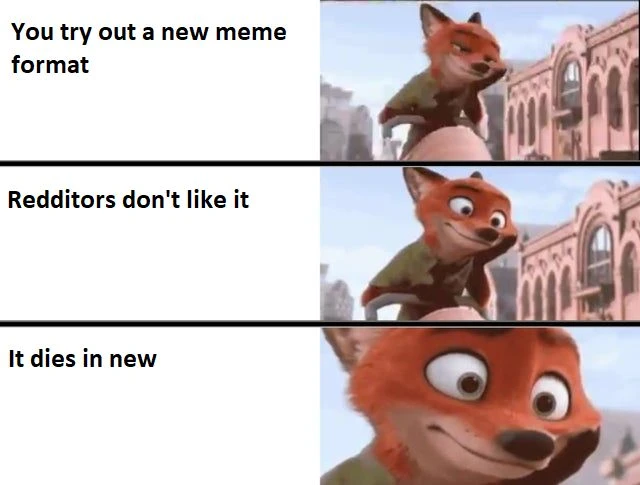 You try out a new meme
format
Redditors don't like it
It dies in new